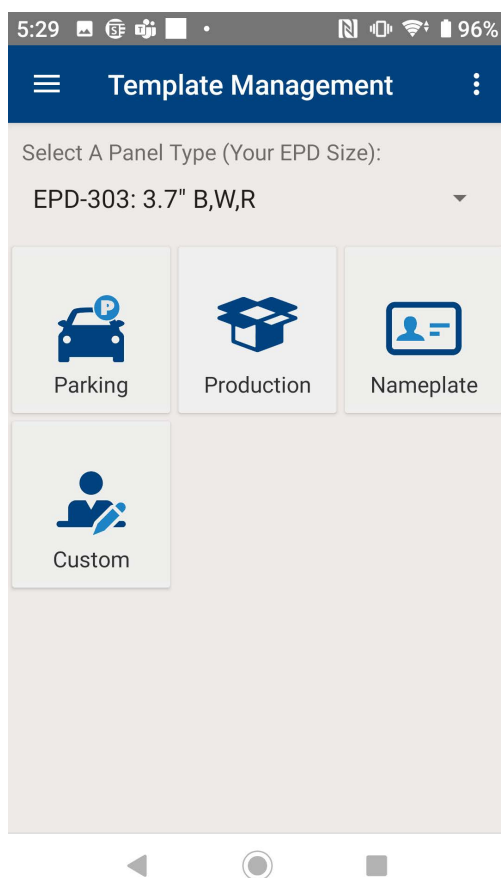 5:29 96%
Template Management
Select A Panel Type (Your EPD Size):
EPD-303: 3.7" B,W,R
P
Parking
Production
Nameplate
Custom